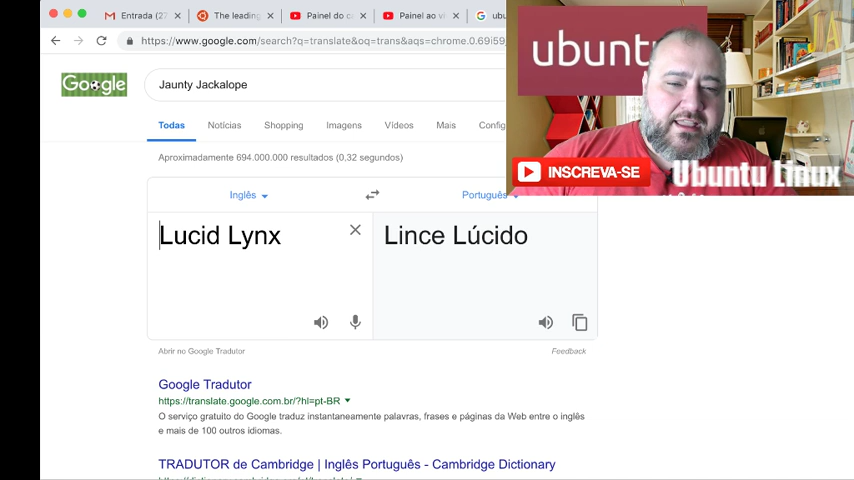 Entrada (27
The leading
Painel do ca
Painel ao vi
ubu
https://www.google.com/search?q=translate&oq=trans&aqs=chrome.0.69i59
ubuntu
Google
Jaunty Jackalope
Todas
Notícias
Shopping
Imagens
Vídeos
Mais
Config
Aproximadamente 694.000.000 resultados (0,32 segundos)
INSCREVA-SE
Ubuntu Linux
Inglês
Português
Lucid Lynx
Lince Lúcido
Abrir no Google Tradutor
Feedback
Google Tradutor
https://translate.google.com.br/?hl=pt-BR
O serviço gratuito do Google traduz instantaneamente palavras, frases e páginas da Web entre o inglês
e mais de 100 outros idiomas.
TRADUTOR de Cambridge | Inglês Português - Cambridge Dictionary